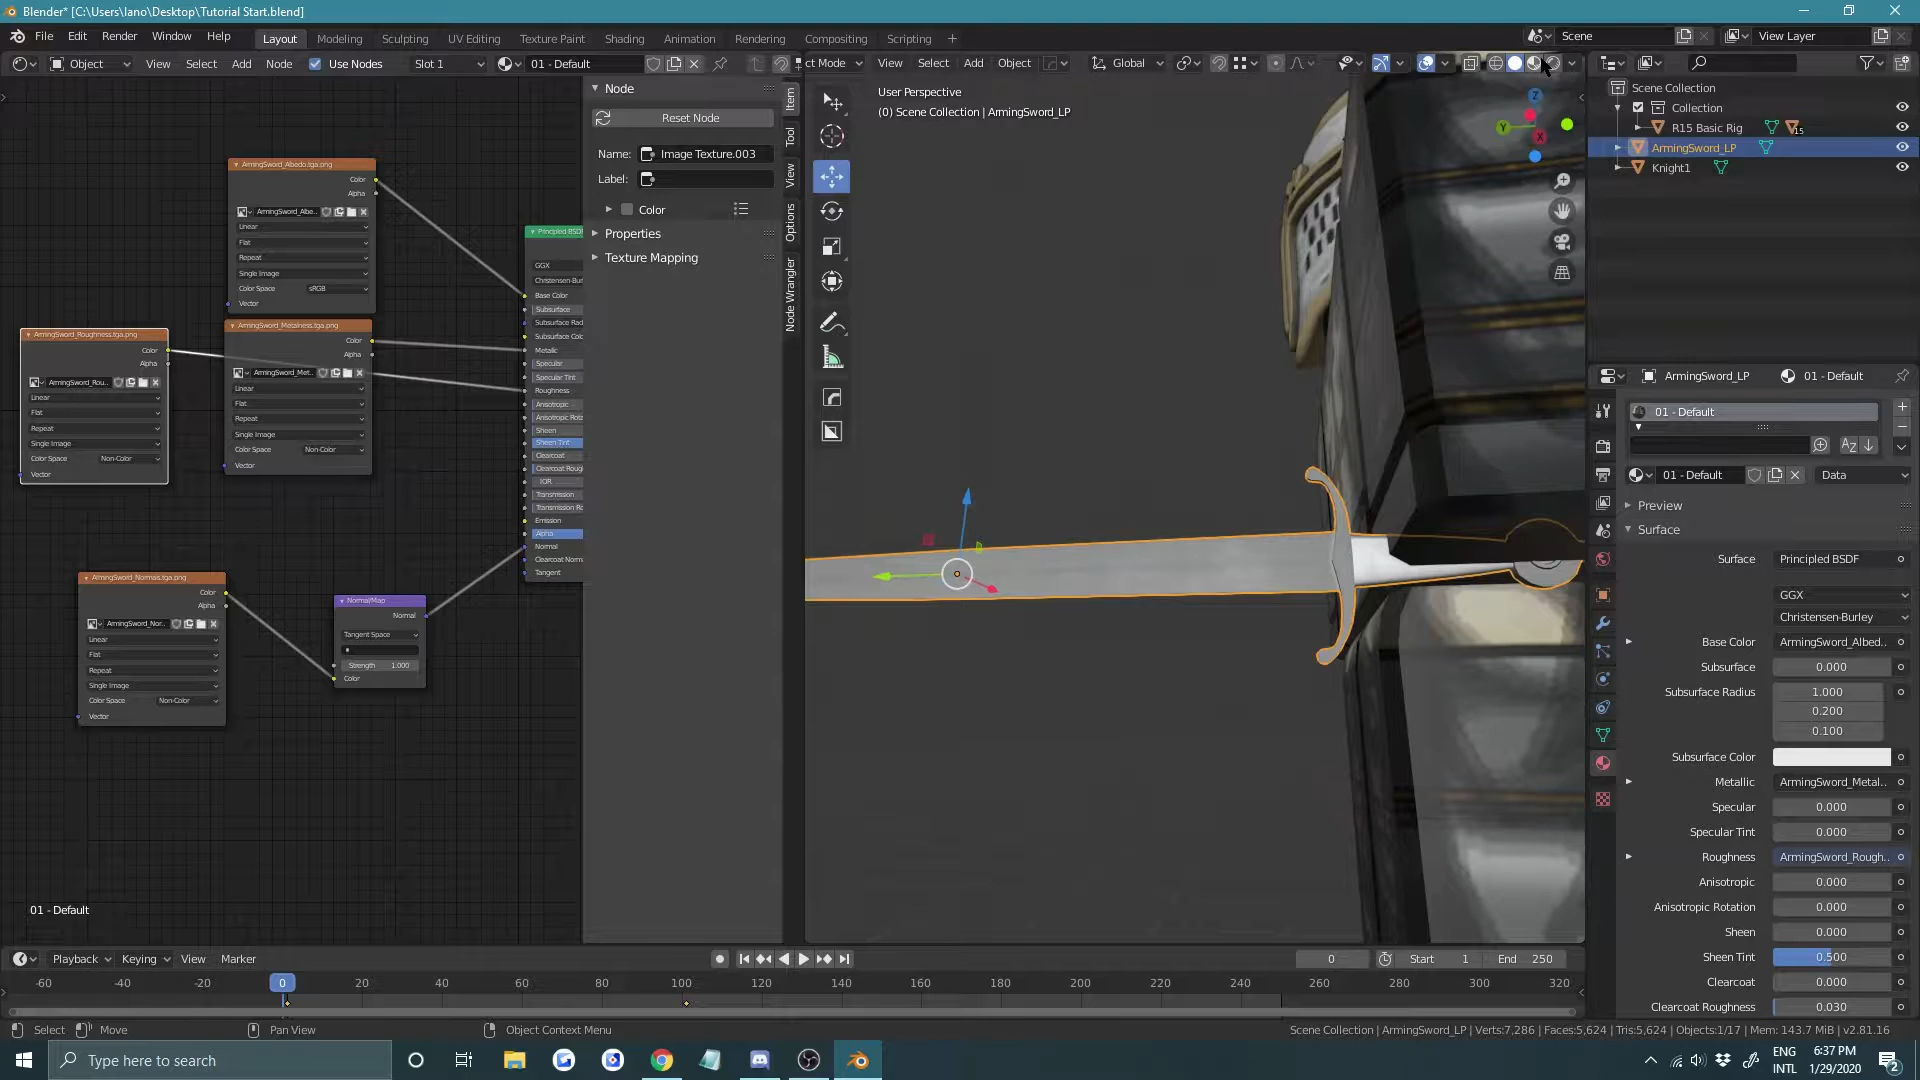 Blender* [C:\Users\Iano\Desktop\Tutorial Start.blend]
File Edit Render Window Help Layout Modeling Sculpting UV Editing Texture Paint Shading Animation Rendering Compositing Scripting Scene View Layer
Object View Select Add Node Use Nodes Slot 1 01 - Default
ct Mode View Select Add Object Global
User Perspective
(0) Scene Collection | ArmingSword_LP
Node
Reset Node
Name: Image Texture.003
Label:
Color
Properties
Texture Mapping
Item
Tool
View
Options
Node Wrangler
ArmingSword_Albedo.tga.png
Color
Alpha
ArmingSword_Albe..
Linear
Flat
Repeat
Single Image
Color Space sRGB
Vector
ArmingSword_Metalness.tga.png
Color
Alpha
ArmingSword_Met..
Linear
Flat
Repeat
Single Image
Color Space Non-Color
Vector
ArmingSword_Roughness.tga.png
Color
Alpha
ArmingSword_Rou..
Linear
Flat
Repeat
Single Image
Color Space Non-Color
Vector
ArmingSword_Normals.tga.png
Color
Alpha
ArmingSword_Nor..
Linear
Flat
Repeat
Single Image
Color Space Non-Color
Vector
Normal Map
Normal
Tangent Space
Strength 1.000
Color
Principled BSDF
GGX
Christensen-Bur
Base Color
Subsurface
Subsurface Rad
Subsurface Colo
Metallic
Specular
Specular Tint
Roughness
Anisotropic
Anisotropic Rota
Sheen
Sheen Tint
Clearcoat
Clearcoat Rough
IOR
Transmission
Transmission Ro
Emission
Alpha
Normal
Clearcoat Norma
Tangent
01 - Default
Z
Y
X
Scene Collection
Collection
R15 Basic Rig 15
ArmingSword_LP
Knight1
ArmingSword_LP 01 - Default
01 - Default
01 - Default Data
Preview
Surface
Surface Principled BSDF
GGX
Christensen-Burley
Base Color ArmingSword_Albed..
Subsurface 0.000
Subsurface Radius 1.000
0.200
0.100
Subsurface Color
Metallic ArmingSword_Metal..
Specular 0.000
Specular Tint 0.000
Roughness ArmingSword_Rough..
Anisotropic 0.000
Anisotropic Rotation 0.000
Sheen 0.000
Sheen Tint 0.500
Clearcoat 0.000
Clearcoat Roughness 0.030
Playback Keying View Marker 0 Start 1 End 250
-60 -40 -20 0 20 40 60 80 100 120 140 160 180 200 220 240 260 280 300 320
Select Move Pan View Object Context Menu Scene Collection | ArmingSword_LP | Verts:7,286 | Faces:5,624 | Tris:5,624 | Objects:1/17 | Mem: 143.7 MiB | v2.81.16
Type here to search
ENG
INTL
6:37 PM
1/29/2020
2